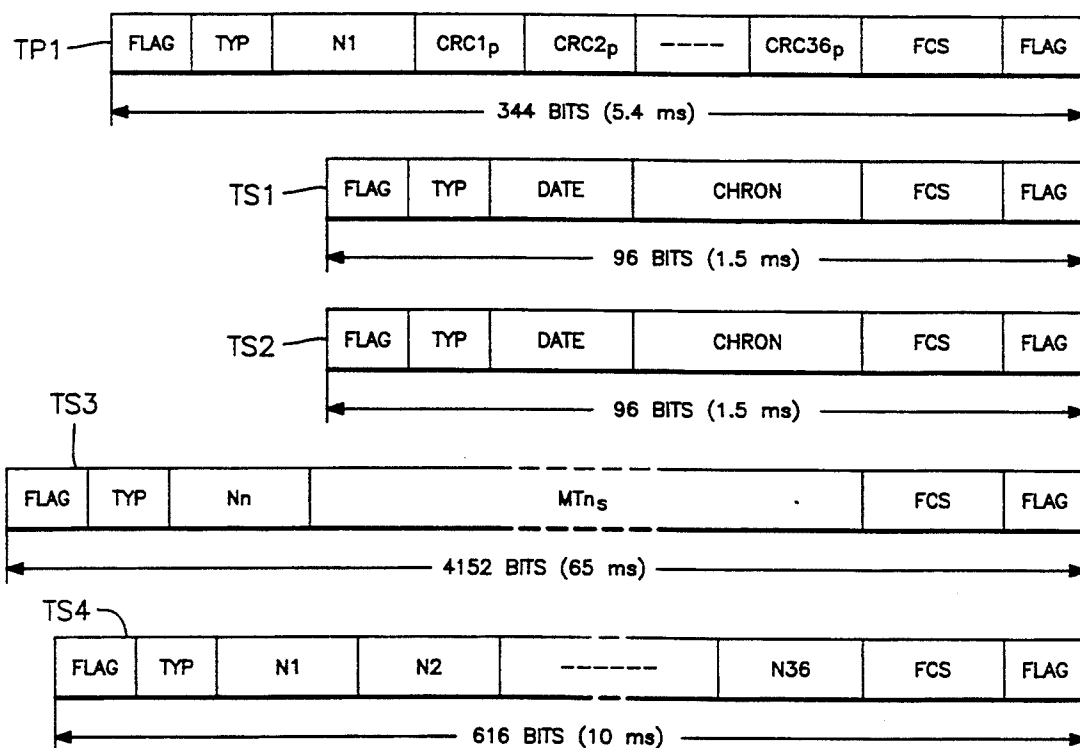 TP1 FLAG TYP N1 CRC1p CRC2p ---- CRC36p FCS FLAG
344 BITS (5.4 ms)
TS1 FLAG TYP DATE CHRON FCS FLAG
96 BITS (1.5 ms)
TS2 FLAG TYP DATE CHRON FCS FLAG
96 BITS (1.5 ms)
TS3
FLAG TYP Nn MTns FCS FLAG
4152 BITS (65 ms)
TS4
FLAG TYP N1 N2 ------ N36 FCS FLAG
616 BITS (10 ms)